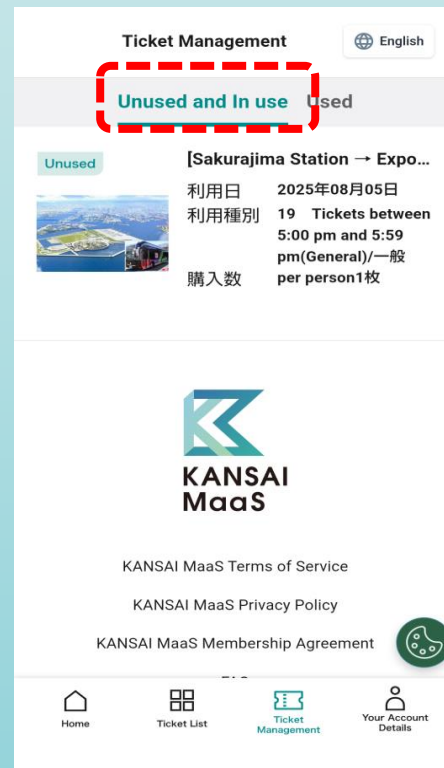 Ticket Management
English
Unused and In use Used
Unused
[Sakurajima Station → Expo...
利用日 2025年08月05日
利用種別 19 Tickets between
5:00 pm and 5:59
pm(General)/一般
購入数 per person1枚
KANSAI
MaaS
KANSAI MaaS Terms of Service
KANSAI MaaS Privacy Policy
KANSAI MaaS Membership Agreement
Home
Ticket List
Ticket
Management
Your Account
Details